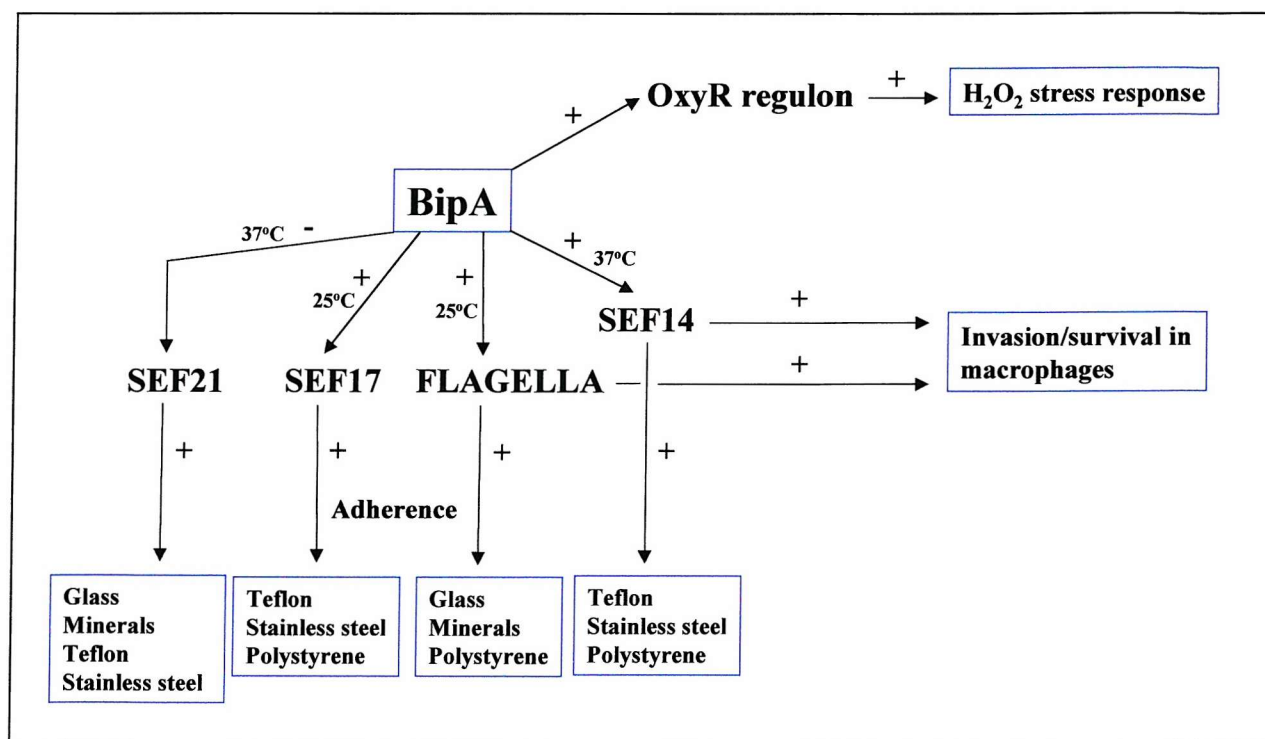 +
OxyR regulon
+
H₂O₂ stress response
BipA
37°C -
+
25°C
+
25°C
+
37°C
SEF14
+
Invasion/survival in
macrophages
SEF21
SEF17
FLAGELLA
+
+
+
+
+
Adherence
Glass
Minerals
Teflon
Stainless steel
Teflon
Stainless steel
Polystyrene
Glass
Minerals
Polystyrene
Teflon
Stainless steel
Polystyrene